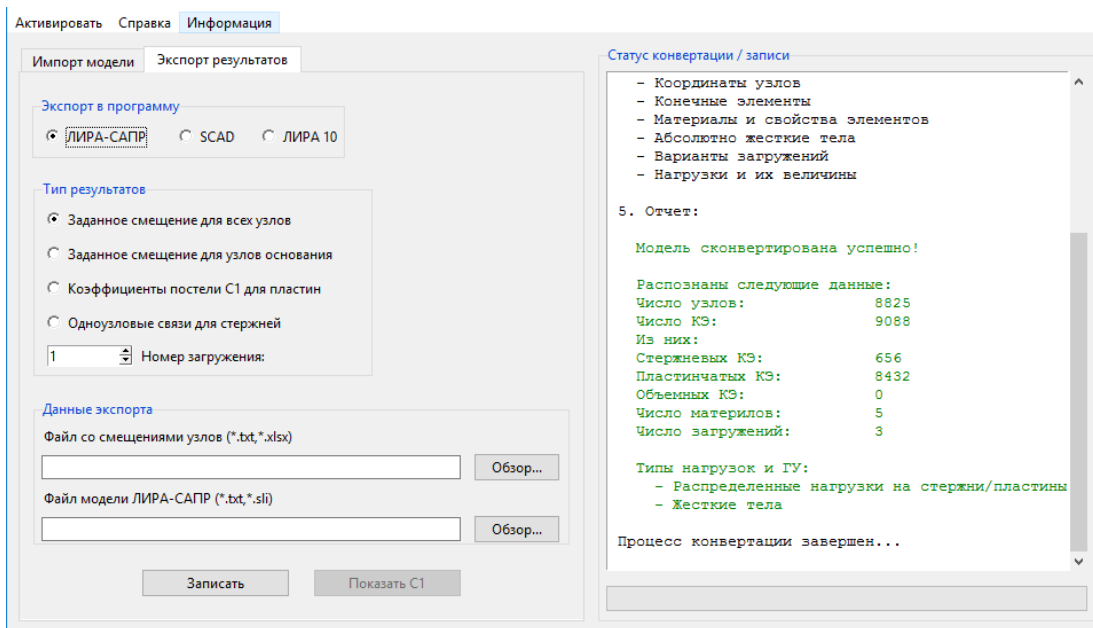 Активировать Справка Информация
Импорт модели Экспорт результатов
Экспорт в программу
ЛИРА-САПР SCAD ЛИРА 10
Тип результатов
Заданное смещение для всех узлов
Заданное смещение для узлов основания
Коэффициенты постели С1 для пластин
Одноузловые связи для стержней
1 Номер загружения:
Данные экспорта
Файл со смещениями узлов (*.txt,*.xlsx)
Обзор...
Файл модели ЛИРА-САПР (*.txt,*.sli)
Обзор...
Записать Показать С1
Статус конвертации / записи
- Координаты узлов
- Конечные элементы
- Материалы и свойства элементов
- Абсолютно жесткие тела
- Варианты загружений
- Нагрузки и их величины
5. Отчет:
Модель сконвертирована успешно!
Распознаны следующие данные:
Число узлов: 8825
Число КЭ: 9088
Из них:
Стержневых КЭ: 656
Пластинчатых КЭ: 8432
Объемных КЭ: 0
Число материлов: 5
Число загружений: 3
Типы нагрузок и ГУ:
- Распределенные нагрузки на стержни/пластины
- Жесткие тела
Процесс конвертации завершен...